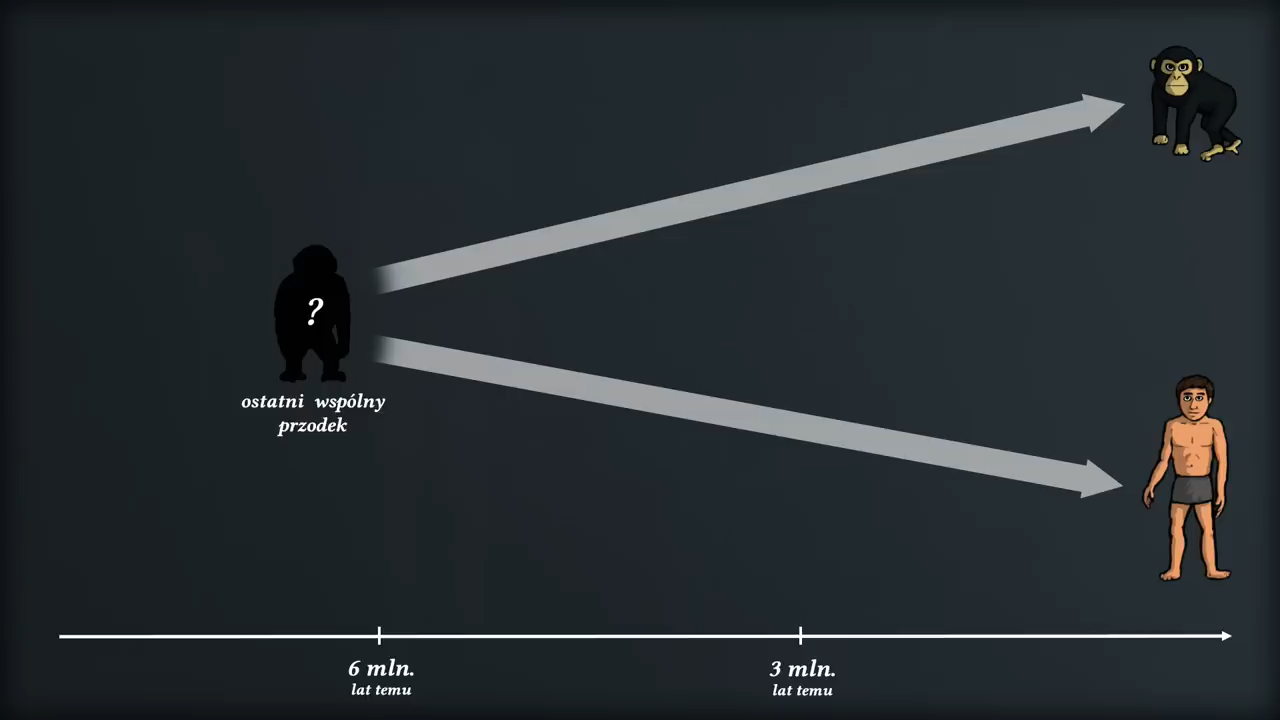 ?
ostatni wspólny
przodek
6 mln.
lat temu
3 mln.
lat temu